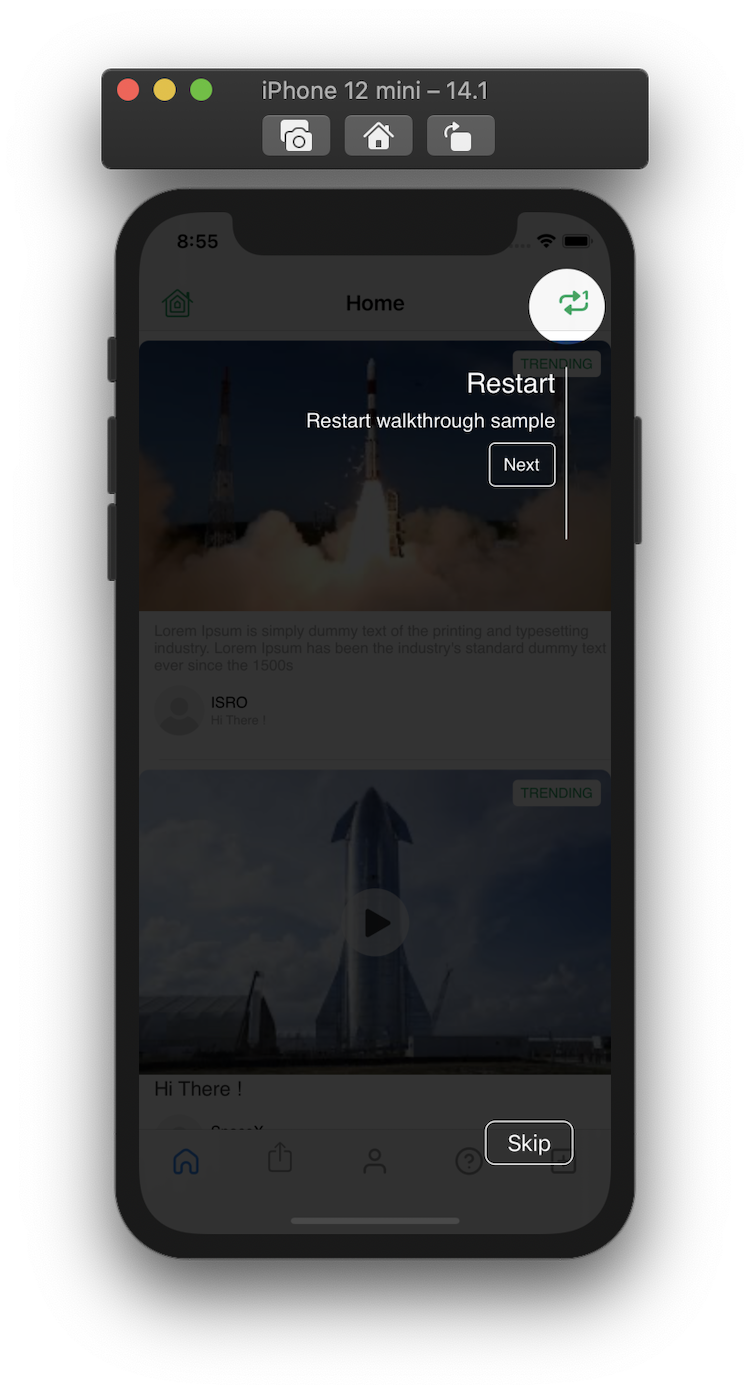 iPhone 12 mini – 14.1
8:55
Home
1
TRENDING
Restart
Restart walkthrough sample
Next
Lorem Ipsum is simply dummy text of the printing and typesetting
industry. Lorem Ipsum has been the industry's standard dummy text
ever since the 1500s
ISRO
Hi There !
TRENDING
Hi There !
SpaceX
Skip